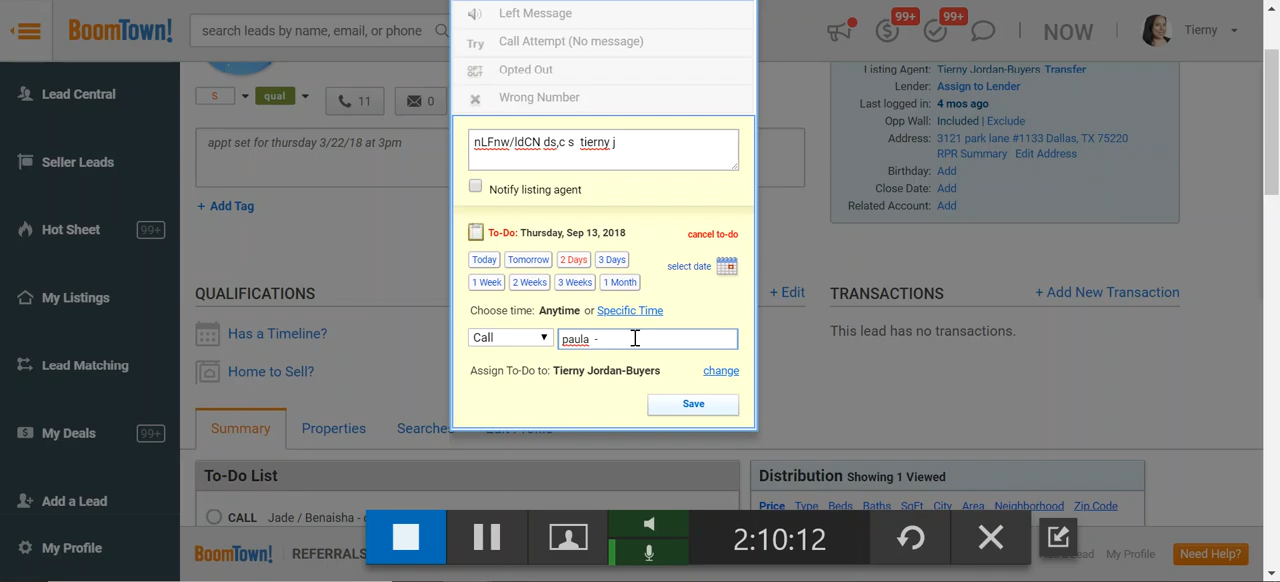 BoomTown!
search leads by name, email, or phone
99+
99+
NOW
Tierny
Lead Central
Seller Leads
Hot Sheet 99+
My Listings
Lead Matching
My Deals 99+
Add a Lead
My Profile
S
qual
11
0
appt set for thursday 3/22/18 at 3pm
+ Add Tag
QUALIFICATIONS
+ Edit
Has a Timeline?
Home to Sell?
Summary
Properties
To-Do List
CALL Jade / Benaisha -
Left Message
Try Call Attempt (No message)
OPT OUT Opted Out
Wrong Number
nLFnw/ldCN ds,c s tierny j
Notify listing agent
To-Do: Thursday, Sep 13, 2018
cancel to-do
Today Tomorrow 2 Days 3 Days
select date
1 Week 2 Weeks 3 Weeks 1 Month
Choose time: Anytime or Specific Time
Call
paula -
Assign To-Do to: Tierny Jordan-Buyers
change
Save
Listing Agent: Tierny Jordan-Buyers Transfer
Lender: Assign to Lender
Last logged in: 4 mos ago
Opp Wall: Included | Exclude
Address: 3121 park lane #1133 Dallas, TX 75220
RPR Summary Edit Address
Birthday: Add
Close Date: Add
Related Account: Add
TRANSACTIONS
+ Add New Transaction
This lead has no transactions.
Distribution Showing 1 Viewed
Price Type Beds Baths SqFt City Area Neighborhood Zip Code
2:10:12
BoomTown!
REFERRALS
My Profile
Need Help?